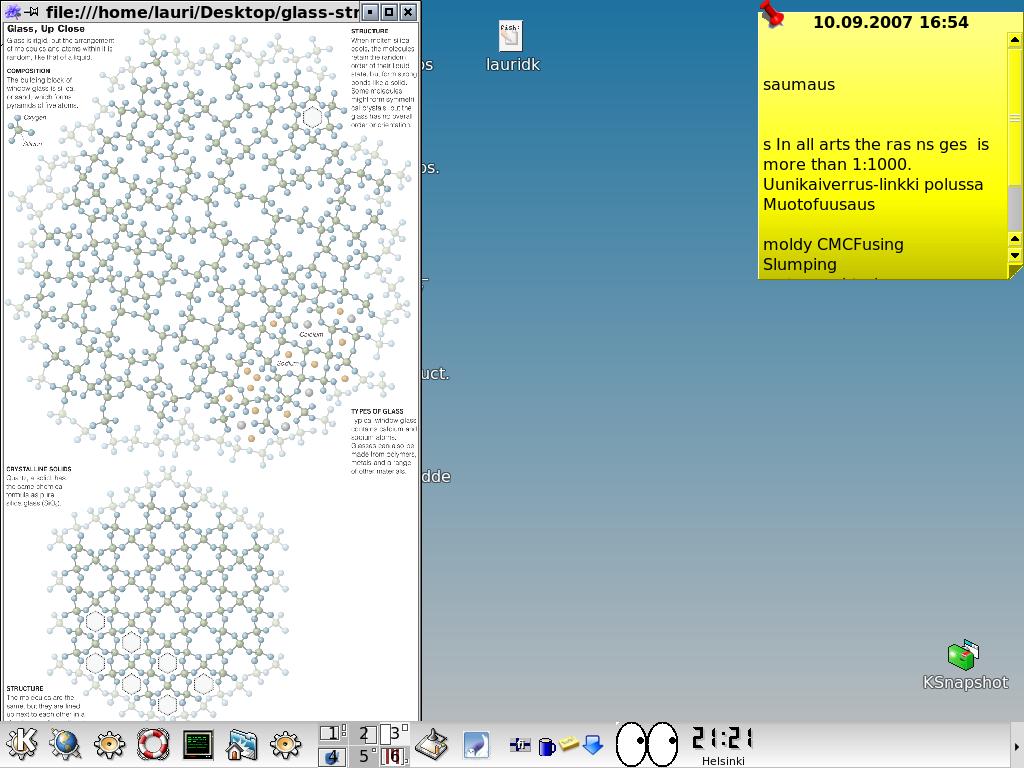 file:///home/lauri/Desktop/glass-str
Glass, Up Close
Glass is rigid, but the arrangement
of molecules and atoms within it is
random, like that of a liquid.
COMPOSITION
The building block of
window glass is silica,
or sand, which forms
pyramids of five atoms.
Oxygen
Silicon
STRUCTURE
When molten silica
cools, the molecules
retain the random
order of their liquid
state, but form strong
bonds like a solid.
Some molecules
might form symmetri
cal crystals, but the
glass has no overall
order or orientation.
Calcium
Sodium
TYPES OF GLASS
Typical window glass
contains calcium and
sodium atoms.
Glasses can also be
made from polymers,
metals and a range
of other materials.
CRYSTALLINE SOLIDS
Quartz, a solid, has
the same chemical
formula as pure
silica glass (SiO₂).
STRUCTURE
The molecules are the
same, but they are lined
up next to each other in a
os
os.
uct.
dde
lauridk
10.09.2007 16:54
saumaus
s In all arts the ras ns ges is
more than 1:1000.
Uunikaiverrus-linkki polussa
Muotofuusaus
moldy CMCFusing
Slumping
KSnapshot
1 2 3
4 5
21:21
Helsinki